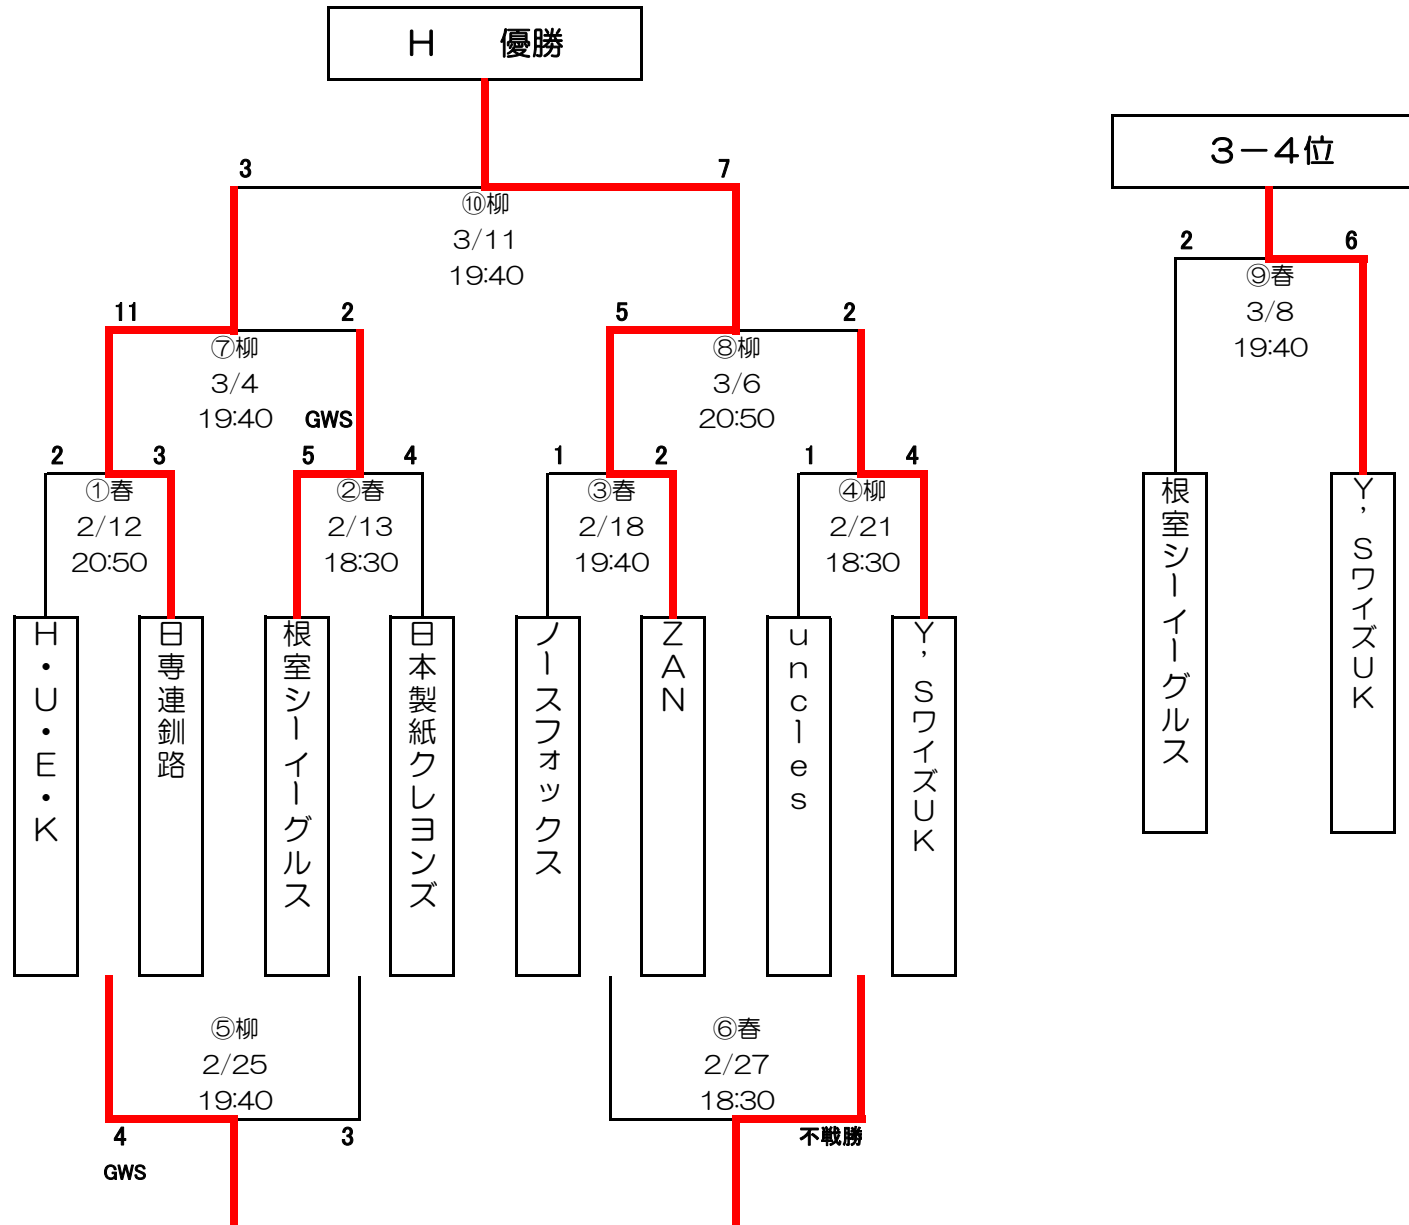 H 優勝
3－4位
3 7
⑩柳
3/11
19:40
2 6
⑨春
3/8
19:40
11 2
⑦柳
3/4
19:40
GWS
5 2
⑧柳
3/6
20:50
2 3
①春
2/12
20:50
5 4
②春
2/13
18:30
1 2
③春
2/18
19:40
1 4
④柳
2/21
18:30
H・U・E・K
日専連釧路
根室シーイーグルス
日本製紙クレヨンズ
ノースフォックス
ZAN
uncles
Y’SワイズUK
根室シーイーグルス
Y’SワイズUK
⑤柳
2/25
19:40
4 3
GWS
⑥春
2/27
18:30
不戦勝